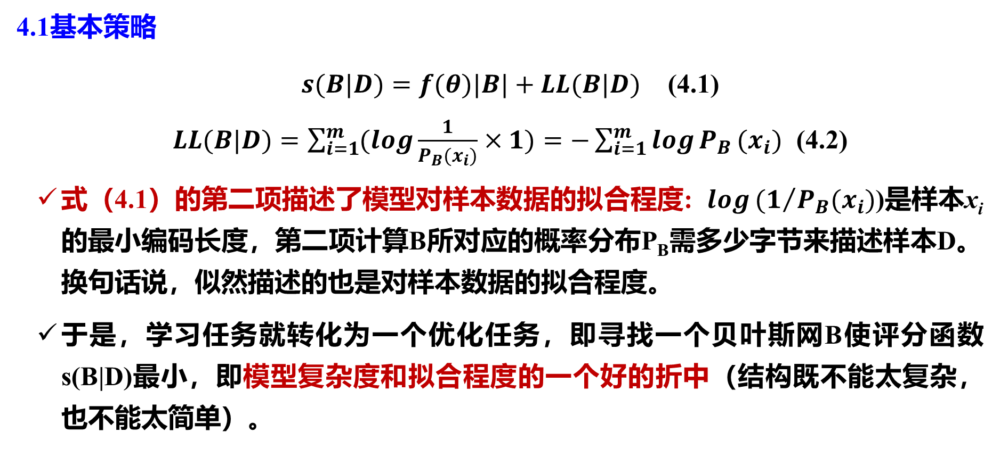 4.1基本策略
s(B|D) = f(θ)|B| + LL(B|D) (4.1)
LL(B|D) = ∑_{i=1}^{m}(log \frac{1}{P_B(x_i)} × 1) = −∑_{i=1}^{m} log P_B (x_i) (4.2)
✓式（4.1）的第二项描述了模型对样本数据的拟合程度：log (1/P_B(x_i))是样本x_i
的最小编码长度，第二项计算B所对应的概率分布P_B需多少字节来描述样本D。
换句话说，似然描述的也是对样本数据的拟合程度。
✓于是，学习任务就转化为一个优化任务，即寻找一个贝叶斯网B使评分函数
s(B|D)最小，即模型复杂度和拟合程度的一个好的折中（结构既不能太复杂，
也不能太简单）。